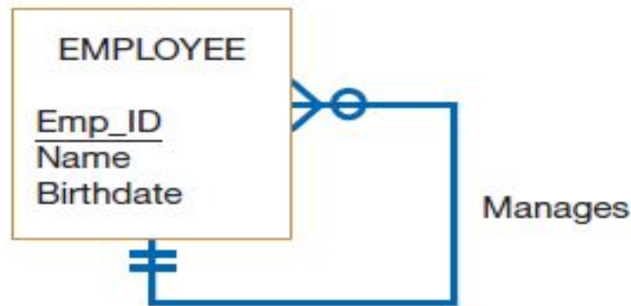 EMPLOYEE
Emp_ID
Name
Birthdate
Manages